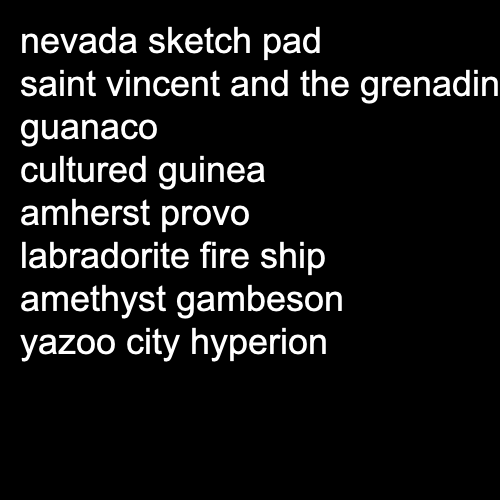 nevada sketch pad
saint vincent and the grenadin
guanaco
cultured guinea
amherst provo
labradorite fire ship
amethyst gambeson
yazoo city hyperion